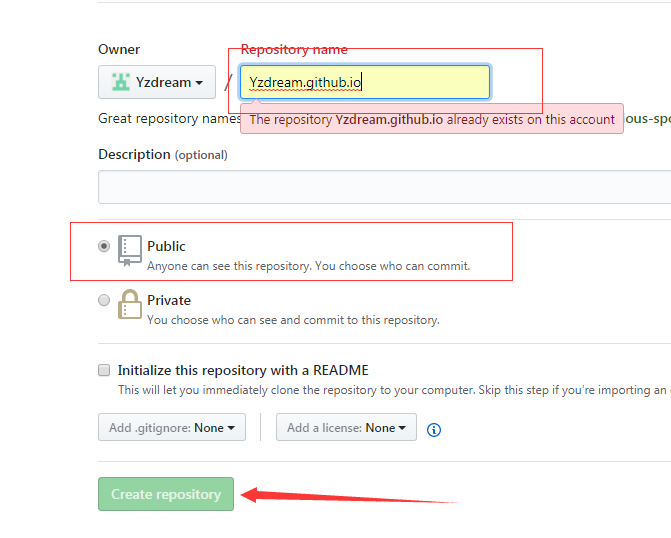 Owner
Repository name
Yzdream
/
Yzdream.github.io
Great repository names
The repository Yzdream.github.io already exists on this account
ous-spo
Description (optional)
Public
Anyone can see this repository. You choose who can commit.
Private
You choose who can see and commit to this repository.
Initialize this repository with a README
This will let you immediately clone the repository to your computer. Skip this step if you're importing an
Add .gitignore: None
Add a license: None
Create repository